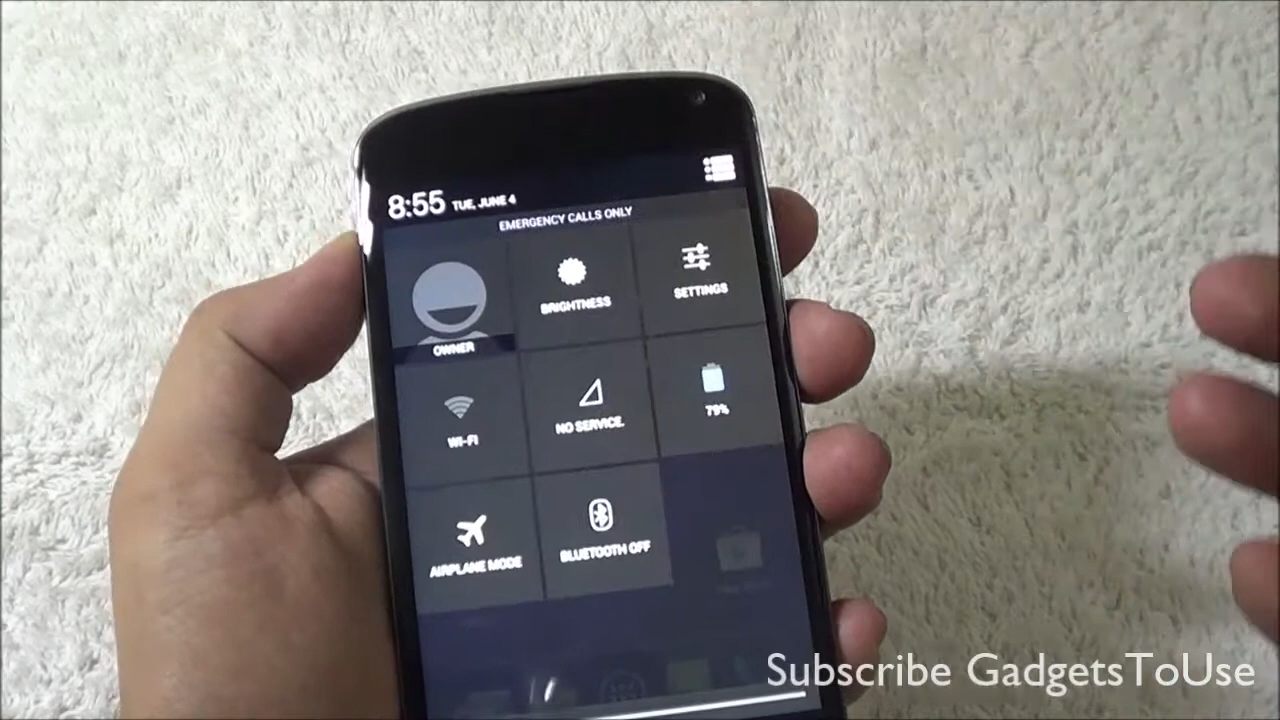 8:55 TUE, JUNE 4
EMERGENCY CALLS ONLY
OWNER
BRIGHTNESS
SETTINGS
WI-FI
NO SERVICE.
79%
AIRPLANE MODE
BLUETOOTH OFF
Subscribe GadgetsToUse